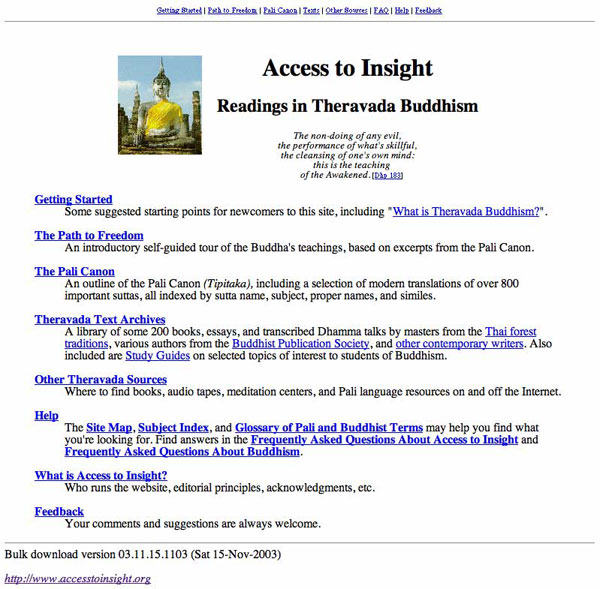 Getting Started | Path to Freedom | Pali Canon | Texts | Other Sources | FAQ | Help | Feedback
Access to Insight
Readings in Theravada Buddhism
The non-doing of any evil,
the performance of what's skillful,
the cleansing of one's own mind:
this is the teaching
of the Awakened. [Dhp 183]
Getting Started
Some suggested starting points for newcomers to this site, including "What is Theravada Buddhism?".
The Path to Freedom
An introductory self-guided tour of the Buddha's teachings, based on excerpts from the Pali Canon.
The Pali Canon
An outline of the Pali Canon (Tipitaka), including a selection of modern translations of over 800
important suttas, all indexed by sutta name, subject, proper names, and similes.
Theravada Text Archives
A library of some 200 books, essays, and transcribed Dhamma talks by masters from the Thai forest
traditions, various authors from the Buddhist Publication Society, and other contemporary writers. Also
included are Study Guides on selected topics of interest to students of Buddhism.
Other Theravada Sources
Where to find books, audio tapes, meditation centers, and Pali language resources on and off the Internet.
Help
The Site Map, Subject Index, and Glossary of Pali and Buddhist Terms may help you find what
you're looking for. Find answers in the Frequently Asked Questions About Access to Insight and
Frequently Asked Questions About Buddhism.
What is Access to Insight?
Who runs the website, editorial principles, acknowledgments, etc.
Feedback
Your comments and suggestions are always welcome.
Bulk download version 03.11.15.1103 (Sat 15-Nov-2003)
http://www.accesstoinsight.org